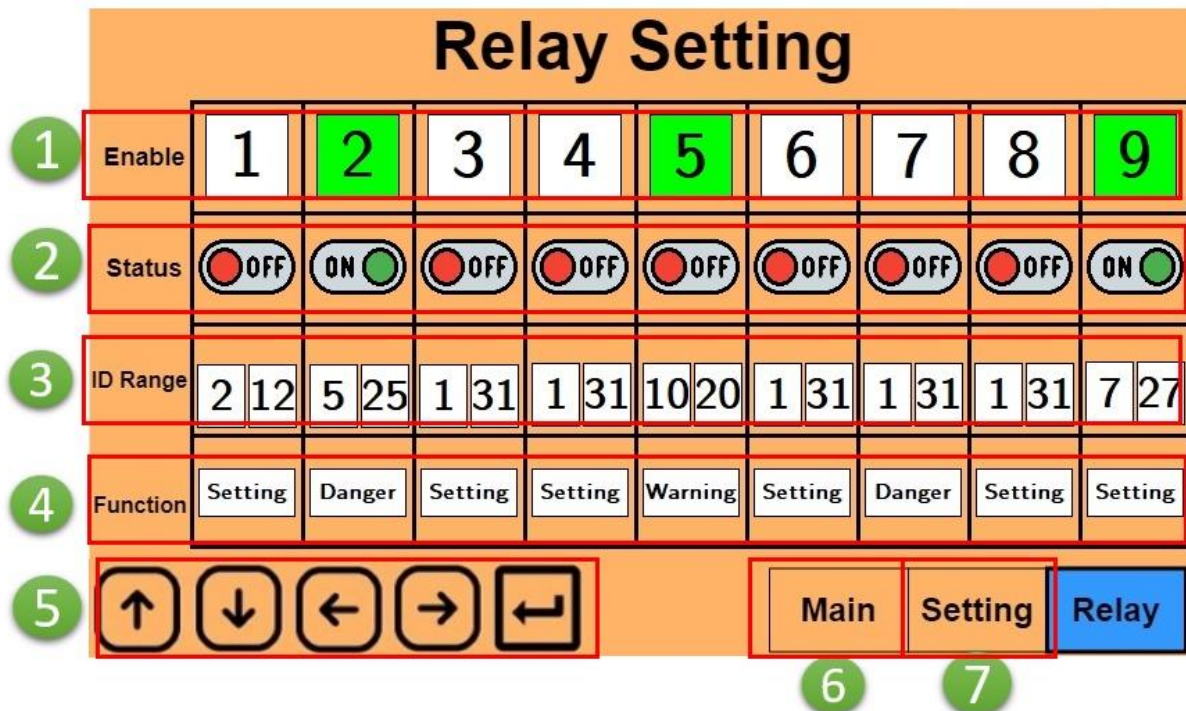 Relay Setting
1 Enable 1 2 3 4 5 6 7 8 9
2 Status OFF ON OFF OFF OFF OFF OFF OFF ON
3 ID Range 2 12 5 25 1 31 1 31 10 20 1 31 1 31 1 31 7 27
4 Function Setting Danger Setting Setting Warning Setting Danger Setting Setting
5 Main Setting Relay
6 7